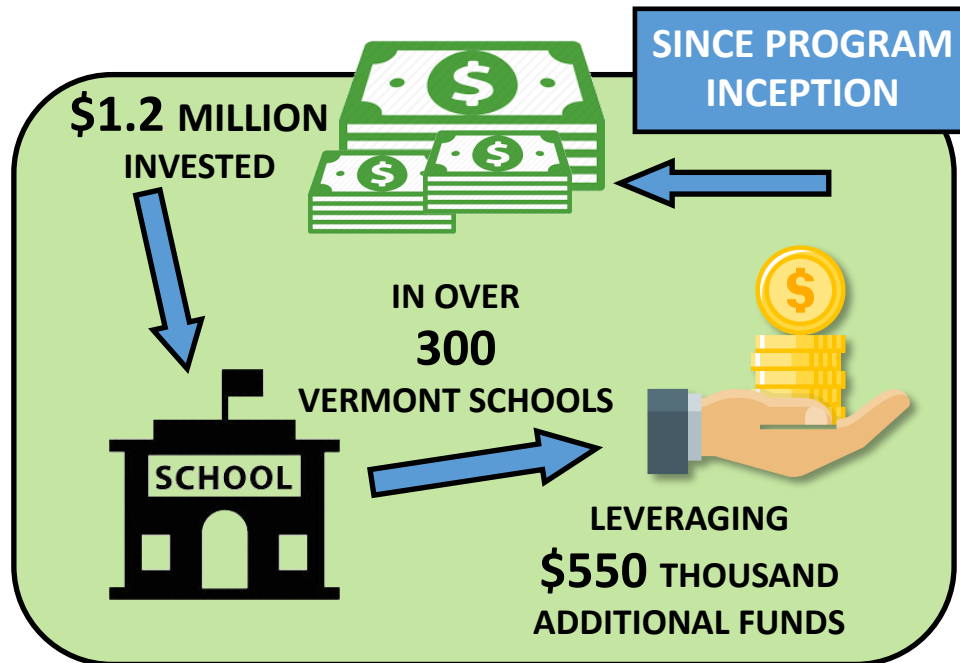 SINCE PROGRAM
INCEPTION
$1.2 MILLION
INVESTED
IN OVER
300
VERMONT SCHOOLS
SCHOOL
LEVERAGING
$550 THOUSAND
ADDITIONAL FUNDS